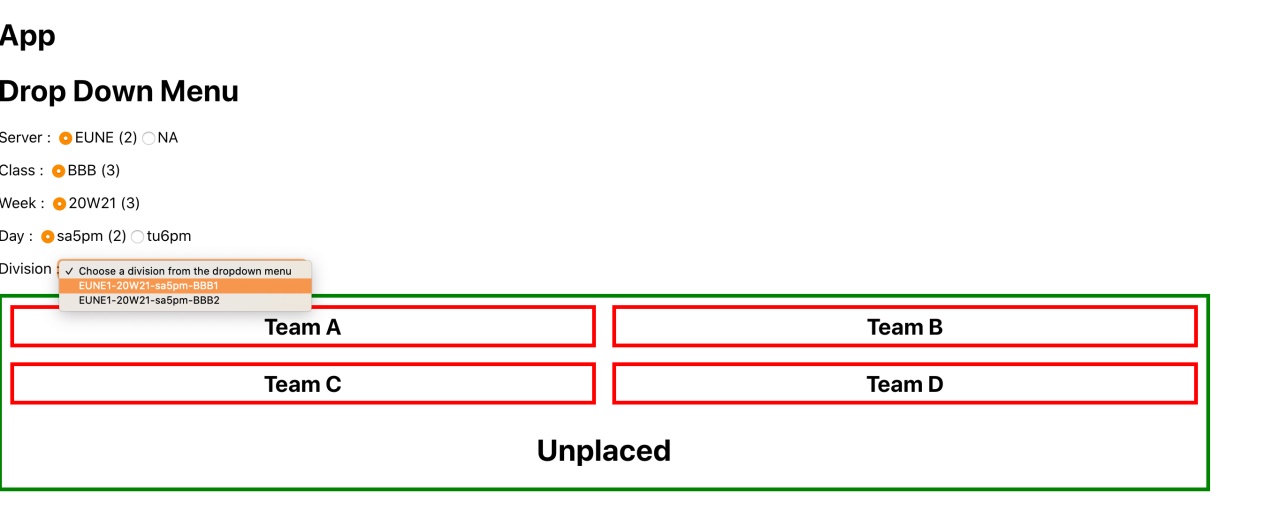 App
Drop Down Menu
Server : EUNE (2) NA
Class : BBB (3)
Week : 20W21 (3)
Day : sa5pm (2) tu6pm
Division :
✓ Choose a division from the dropdown menu
EUNE1-20W21-sa5pm-BBB1
EUNE1-20W21-sa5pm-BBB2
Team A
Team B
Team C
Team D
Unplaced